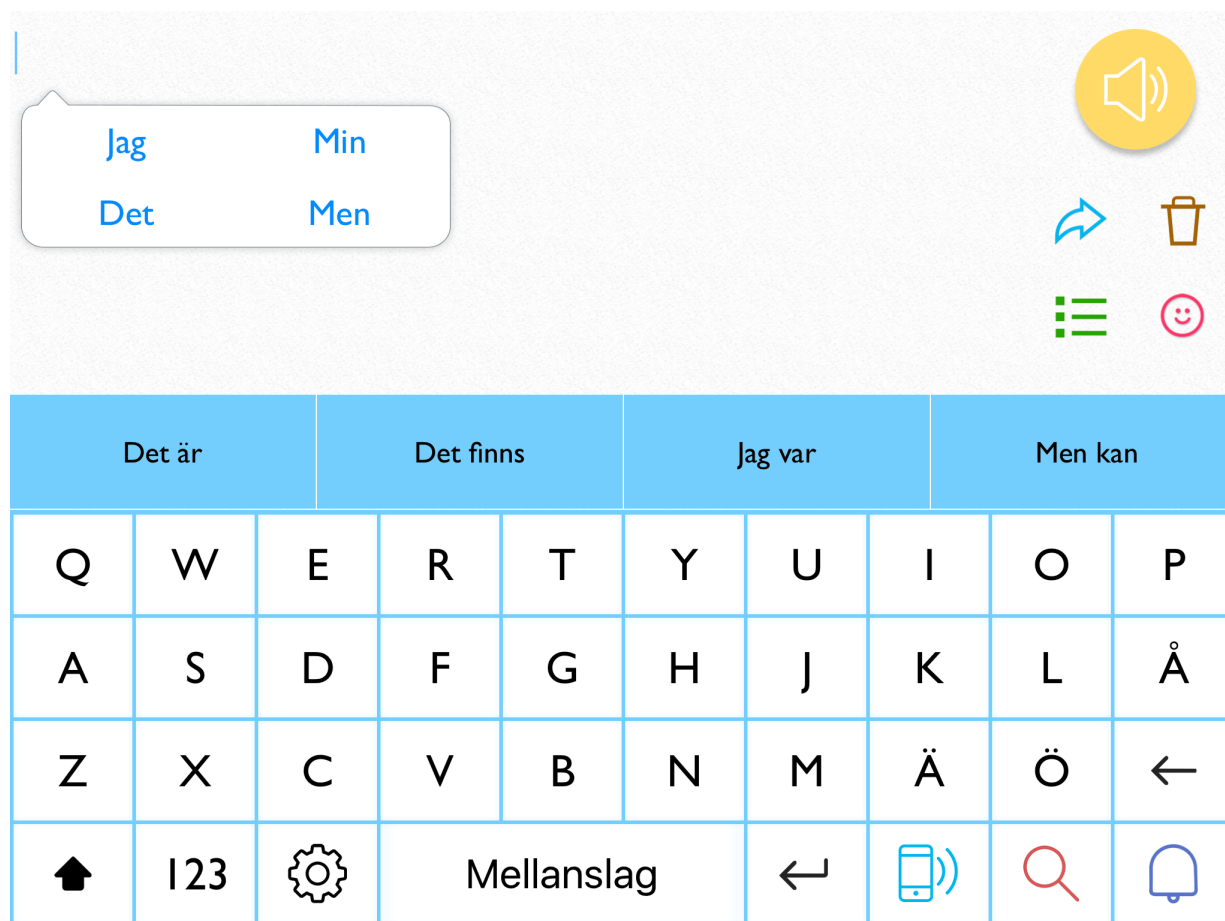 Jag Min
Det Men
Det är Det finns Jag var Men kan
Q W E R T Y U I O P
A S D F G H J K L Å
Z X C V B N M Ä Ö
123 Mellanslag